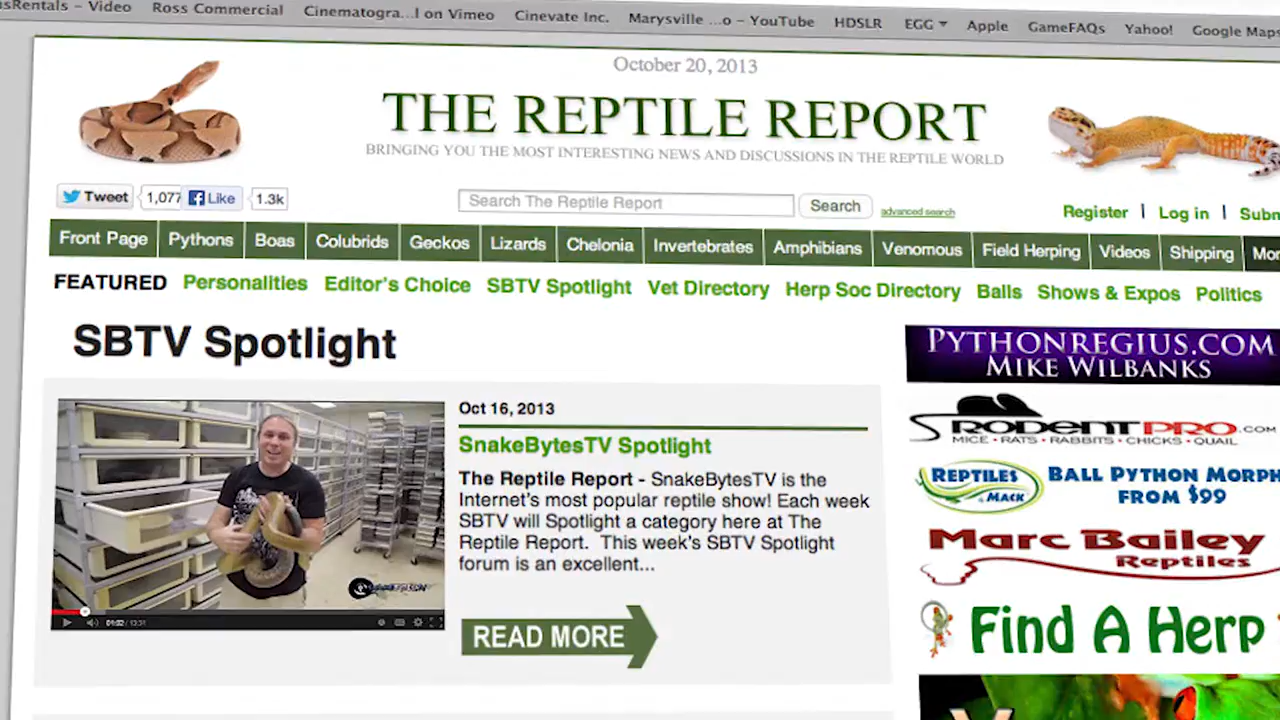 Rentals - Video Ross Commercial Cinematogra...l on Vimeo Cinevate Inc. Marysville ...o – YouTube HDSLR EGG Apple GameFAQs Yahoo! Google Maps
October 20, 2013
THE REPTILE REPORT
BRINGING YOU THE MOST INTERESTING NEWS AND DISCUSSIONS IN THE REPTILE WORLD
Tweet 1,077 Like 1.3k Search The Reptile Report Search advanced search Register | Log in | Subm
Front Page Pythons Boas Colubrids Geckos Lizards Chelonia Invertebrates Amphibians Venomous Field Herping Videos Shipping Mor
FEATURED Personalities Editor's Choice SBTV Spotlight Vet Directory Herp Soc Directory Balls Shows & Expos Politics
SBTV Spotlight
Oct 16, 2013
SnakeBytesTV Spotlight
The Reptile Report - SnakeBytesTV is the
Internet's most popular reptile show! Each week
SBTV will Spotlight a category here at The
Reptile Report. This week's SBTV Spotlight
forum is an excellent...
READ MORE
PYTHONREGIUS.COM
MIKE WILBANKS
RODENTPRO.COM
MICE • RATS • RABBITS • CHICKS • QUAIL
REPTILES BY MACK
BALL PYTHON MORPH
FROM $99
Marc Bailey
Reptiles
Find A Herp